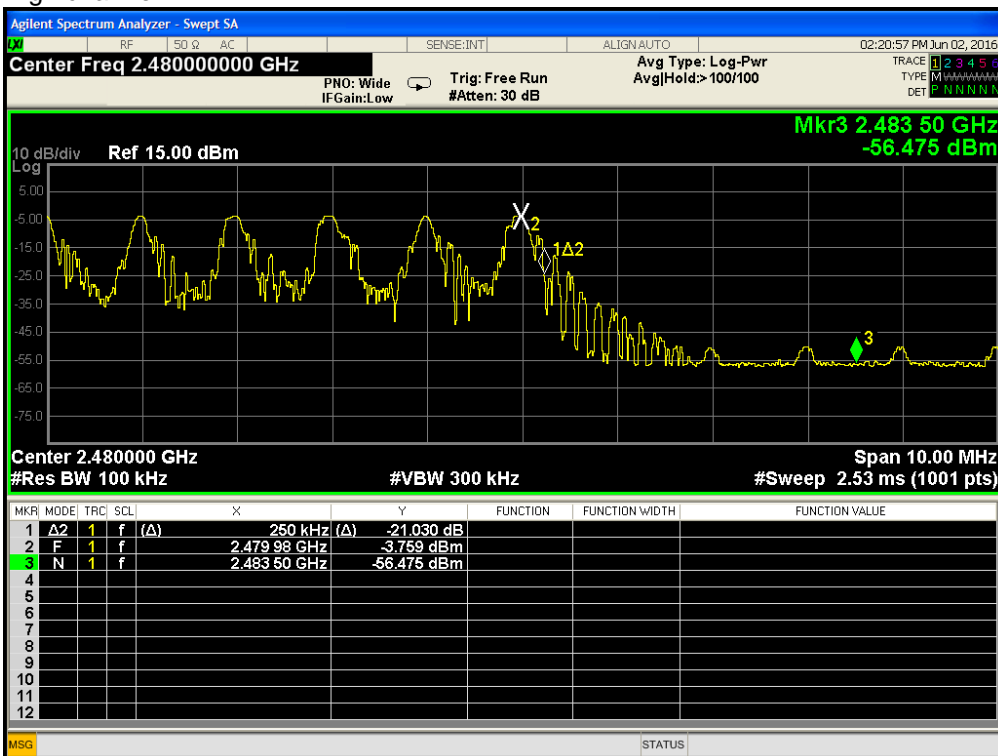 Agilent Spectrum Analyzer - Swept SA
LXI RF 50 Ω AC SENSE:INT ALIGN AUTO 02:20:57 PM Jun 02, 2016
Center Freq 2.480000000 GHz
PNO: Wide
IFGain:Low
Trig: Free Run
#Atten: 30 dB
Avg Type: Log-Pwr
Avg|Hold:>100/100
TRACE 1 2 3 4 5 6
TYPE M
DET P N N N N N
Mkr3 2.483 50 GHz
-56.475 dBm
10 dB/div Ref 15.00 dBm
Log
5.00
-5.00
-15.0
-25.0
-35.0
-45.0
-55.0
-65.0
-75.0
X2
1Δ2
3
Center 2.480000 GHz Span 10.00 MHz
#Res BW 100 kHz #VBW 300 kHz #Sweep 2.53 ms (1001 pts)
MKR MODE TRC SCL X Y FUNCTION FUNCTION WIDTH FUNCTION VALUE
1 Δ2 1 f (Δ) 250 kHz (Δ) -21.030 dB
2 F 1 f 2.479 98 GHz -3.759 dBm
3 N 1 f 2.483 50 GHz -56.475 dBm
4
5
6
7
8
9
10
11
12
MSG STATUS